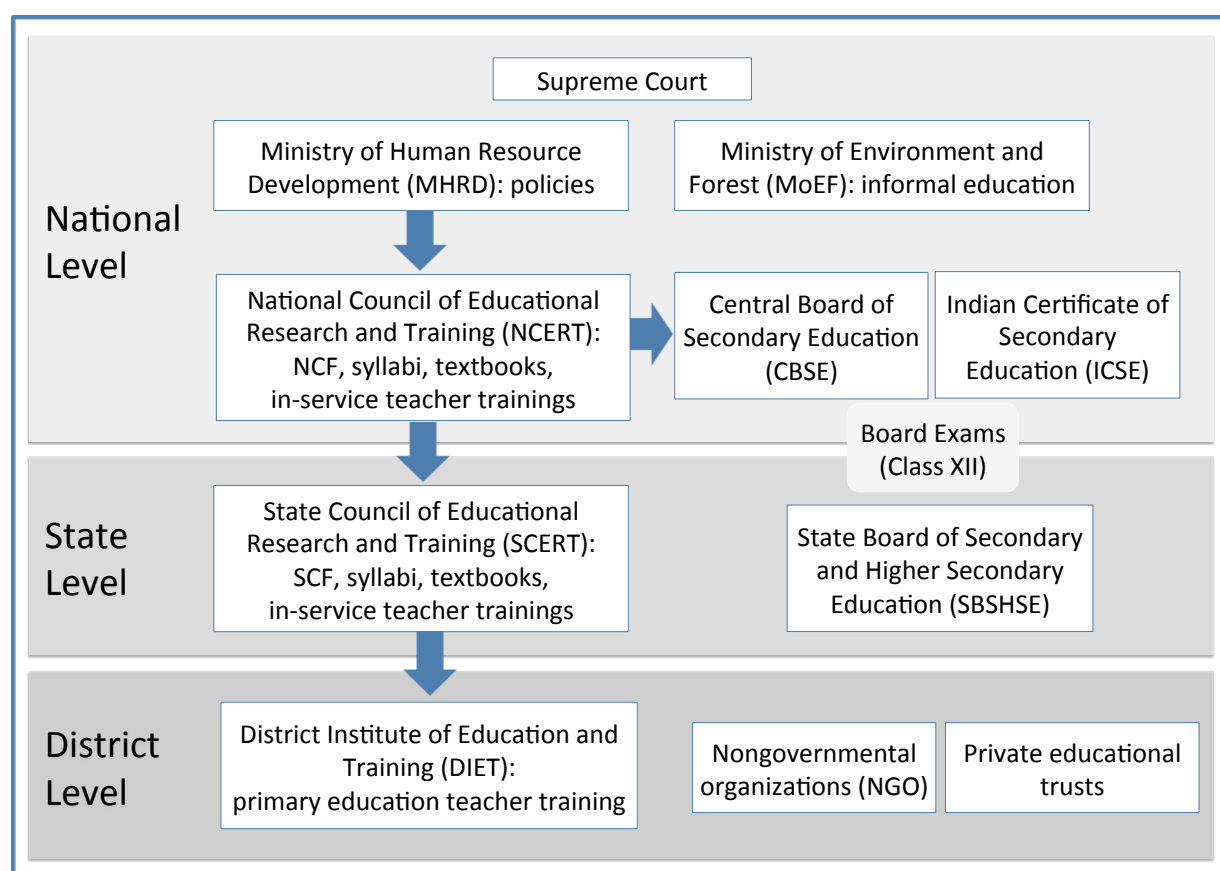 Supreme Court
National
Level
Ministry of Human Resource
Development (MHRD): policies
Ministry of Environment and
Forest (MoEF): informal education
National Council of Educational
Research and Training (NCERT):
NCF, syllabi, textbooks,
in-service teacher trainings
Central Board of
Secondary Education
(CBSE)
Indian Certificate of
Secondary
Education (ICSE)
Board Exams
(Class XII)
State
Level
State Council of Educational
Research and Training (SCERT):
SCF, syllabi, textbooks,
in-service teacher trainings
State Board of Secondary
and Higher Secondary
Education (SBSHSE)
District
Level
District Institute of Education and
Training (DIET):
primary education teacher training
Nongovernmental
organizations (NGO)
Private educational
trusts